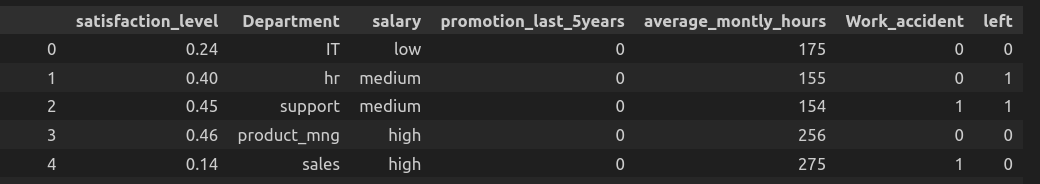 satisfaction_level Department salary promotion_last_5years average_montly_hours Work_accident left
0 0.24 IT low 0 175 0 0
1 0.40 hr medium 0 155 0 1
2 0.45 support medium 0 154 1 1
3 0.46 product_mng high 0 256 0 0
4 0.14 sales high 0 275 1 0